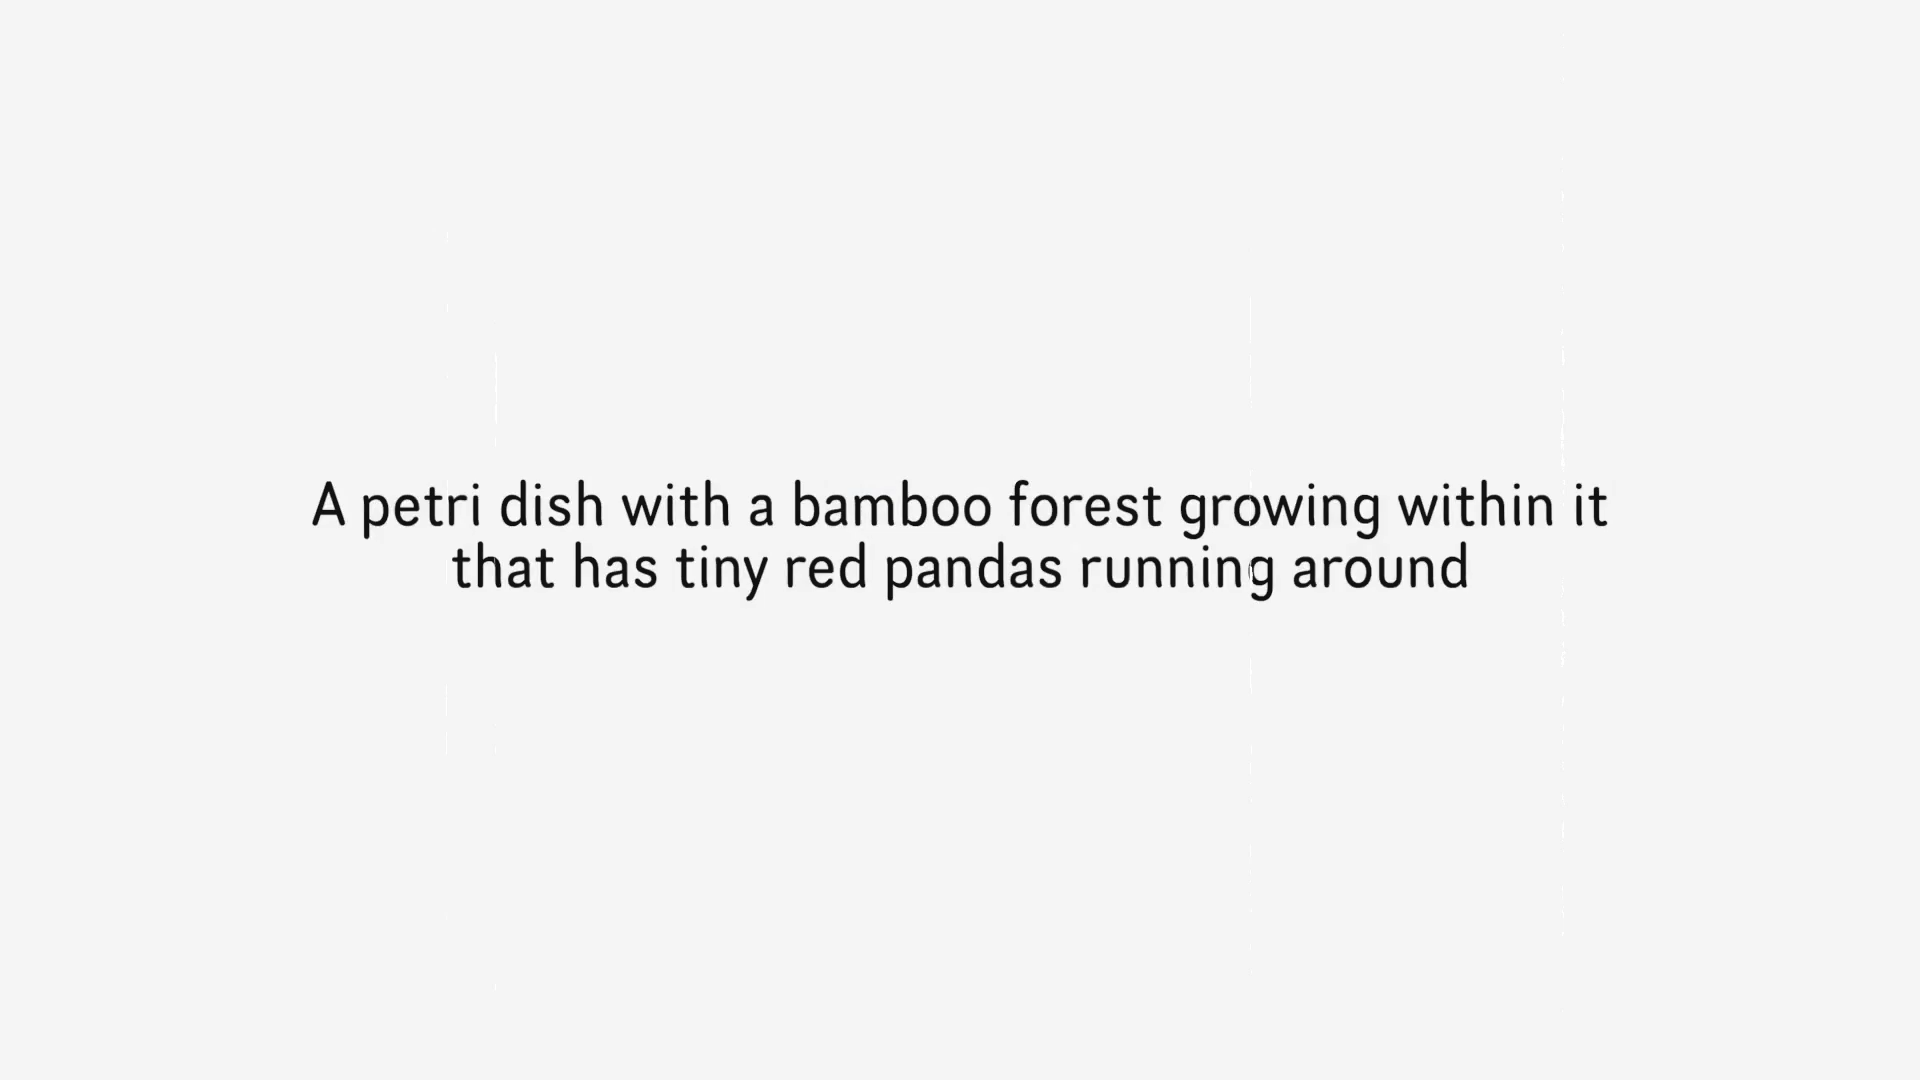 A petri dish with a bamboo forest growing within it
that has tiny red pandas running around